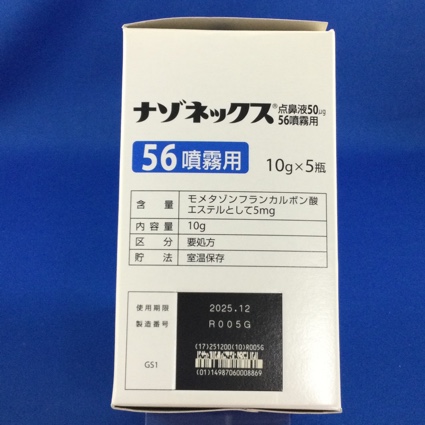 ナゾネックス®点鼻液50μg
56噴霧用
56噴霧用
10g×5瓶
含量 モメタゾンフランカルボン酸
エステルとして5mg
内容量 10g
区分 要処方
貯法 室温保存
使用期限 2025.12
製造番号 R005G
GS1
(17)251200(10)R005G
(01)14987060008869